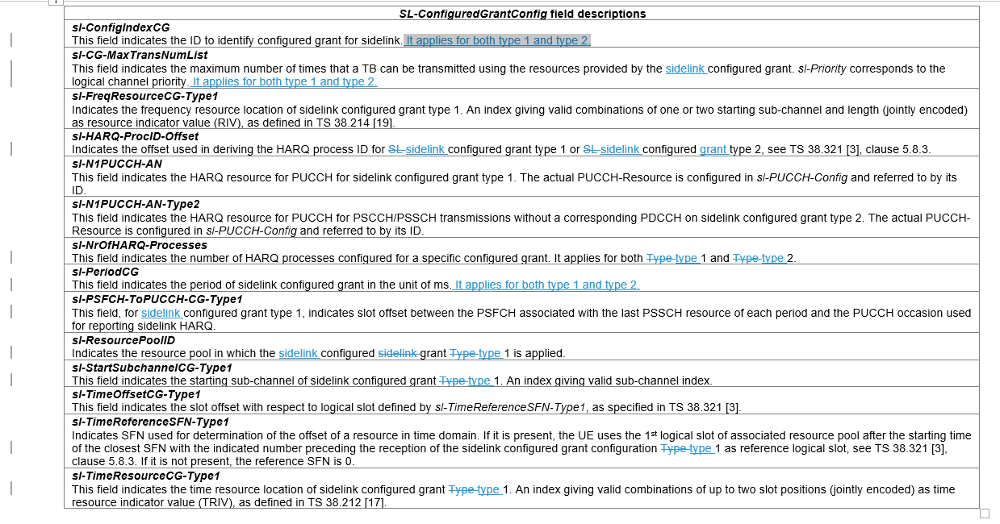 SL-ConfiguredGrantConfig field descriptions
sl-ConfigIndexCG
This field indicates the ID to identify configured grant for sidelink. It applies for both type 1 and type 2.
sl-CG-MaxTransNumList
This field indicates the maximum number of times that a TB can be transmitted using the resources provided by the sidelink configured grant. sl-Priority corresponds to the
logical channel priority. It applies for both type 1 and type 2.
sl-FreqResourceCG-Type1
Indicates the frequency resource location of sidelink configured grant type 1. An index giving valid combinations of one or two starting sub-channel and length (jointly encoded)
as resource indicator value (RIV), as defined in TS 38.214 [19].
sl-HARQ-ProcID-Offset
Indicates the offset used in deriving the HARQ process ID for SL sidelink configured grant type 1 or SL sidelink configured grant type 2, see TS 38.321 [3], clause 5.8.3.
sl-N1PUCCH-AN
This field indicates the HARQ resource for PUCCH for sidelink configured grant type 1. The actual PUCCH-Resource is configured in sl-PUCCH-Config and referred to by its
ID.
sl-N1PUCCH-AN-Type2
This field indicates the HARQ resource for PUCCH for PSCCH/PSSCH transmissions without a corresponding PDCCH on sidelink configured grant type 2. The actual PUCCH-
Resource is configured in sl-PUCCH-Config and referred to by its ID.
sl-NrOfHARQ-Processes
This field indicates the number of HARQ processes configured for a specific configured grant. It applies for both Type type 1 and Type type 2.
sl-PeriodCG
This field indicates the period of sidelink configured grant in the unit of ms. It applies for both type 1 and type 2.
sl-PSFCH-ToPUCCH-CG-Type1
This field, for sidelink configured grant type 1, indicates slot offset between the PSFCH associated with the last PSSCH resource of each period and the PUCCH occasion used
for reporting sidelink HARQ.
sl-ResourcePoolID
Indicates the resource pool in which the sidelink configured sidelink grant Type type 1 is applied.
sl-StartSubchannelCG-Type1
This field indicates the starting sub-channel of sidelink configured grant Type type 1. An index giving valid sub-channel index.
sl-TimeOffsetCG-Type1
This field indicates the slot offset with respect to logical slot defined by sl-TimeReferenceSFN-Type1, as specified in TS 38.321 [3].
sl-TimeReferenceSFN-Type1
Indicates SFN used for determination of the offset of a resource in time domain. If it is present, the UE uses the 1st logical slot of associated resource pool after the starting time
of the closest SFN with the indicated number preceding the reception of the sidelink configured grant configuration Type type 1 as reference logical slot, see TS 38.321 [3],
clause 5.8.3. If it is not present, the reference SFN is 0.
sl-TimeResourceCG-Type1
This field indicates the time resource location of sidelink configured grant Type type 1. An index giving valid combinations of up to two slot positions (jointly encoded) as time
resource indicator value (TRIV), as defined in TS 38.212 [17].